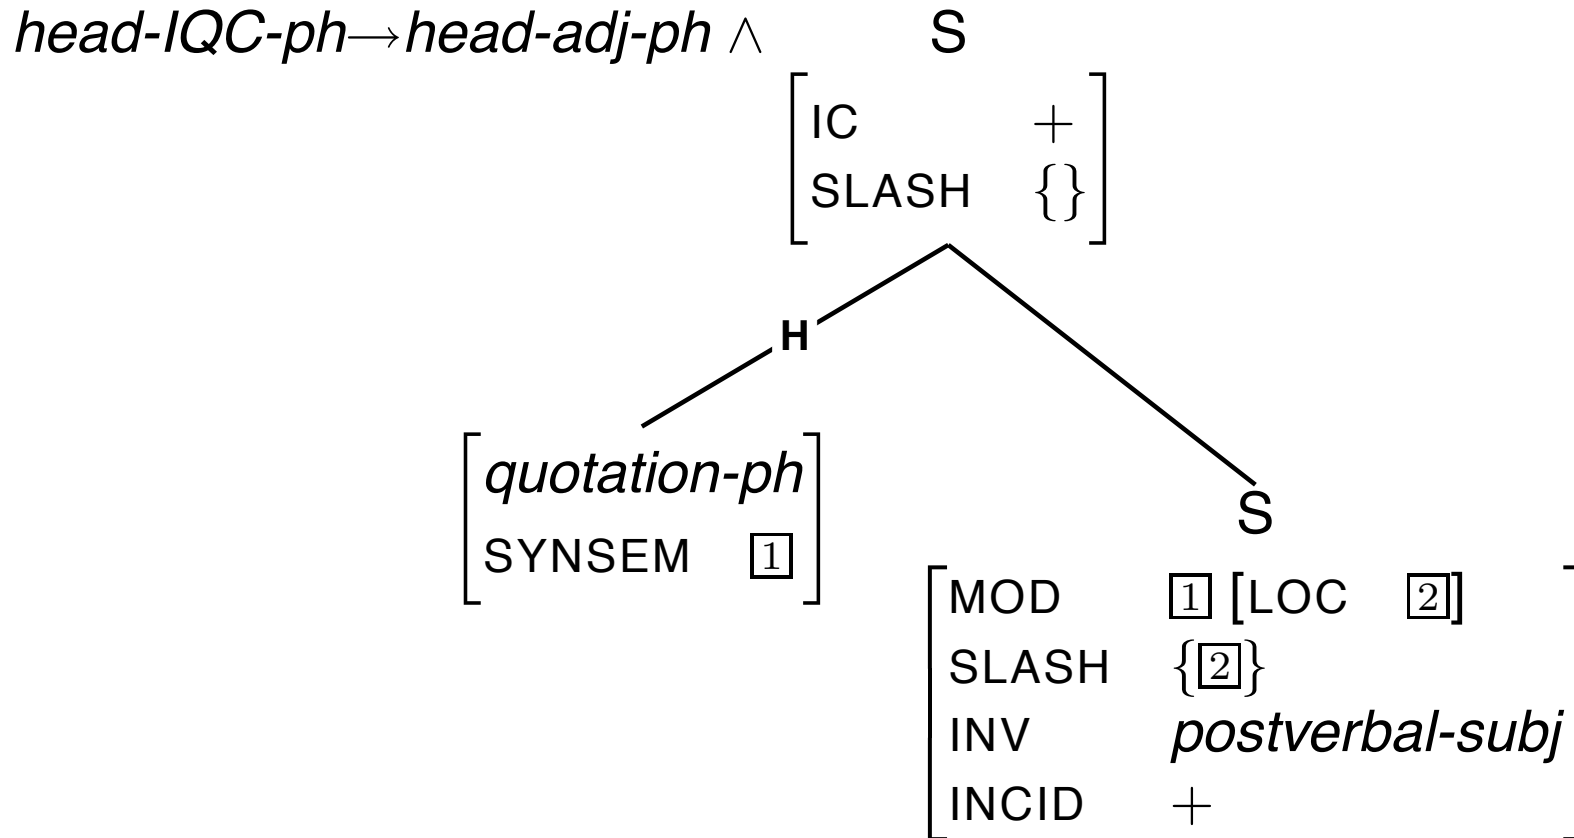 head-IQC-ph→head-adj-ph ∧ S
IC +
SLASH {}
H
quotation-ph
SYNSEM 1
S
MOD 1 [LOC 2]
SLASH {2}
INV postverbal-subj
INCID +